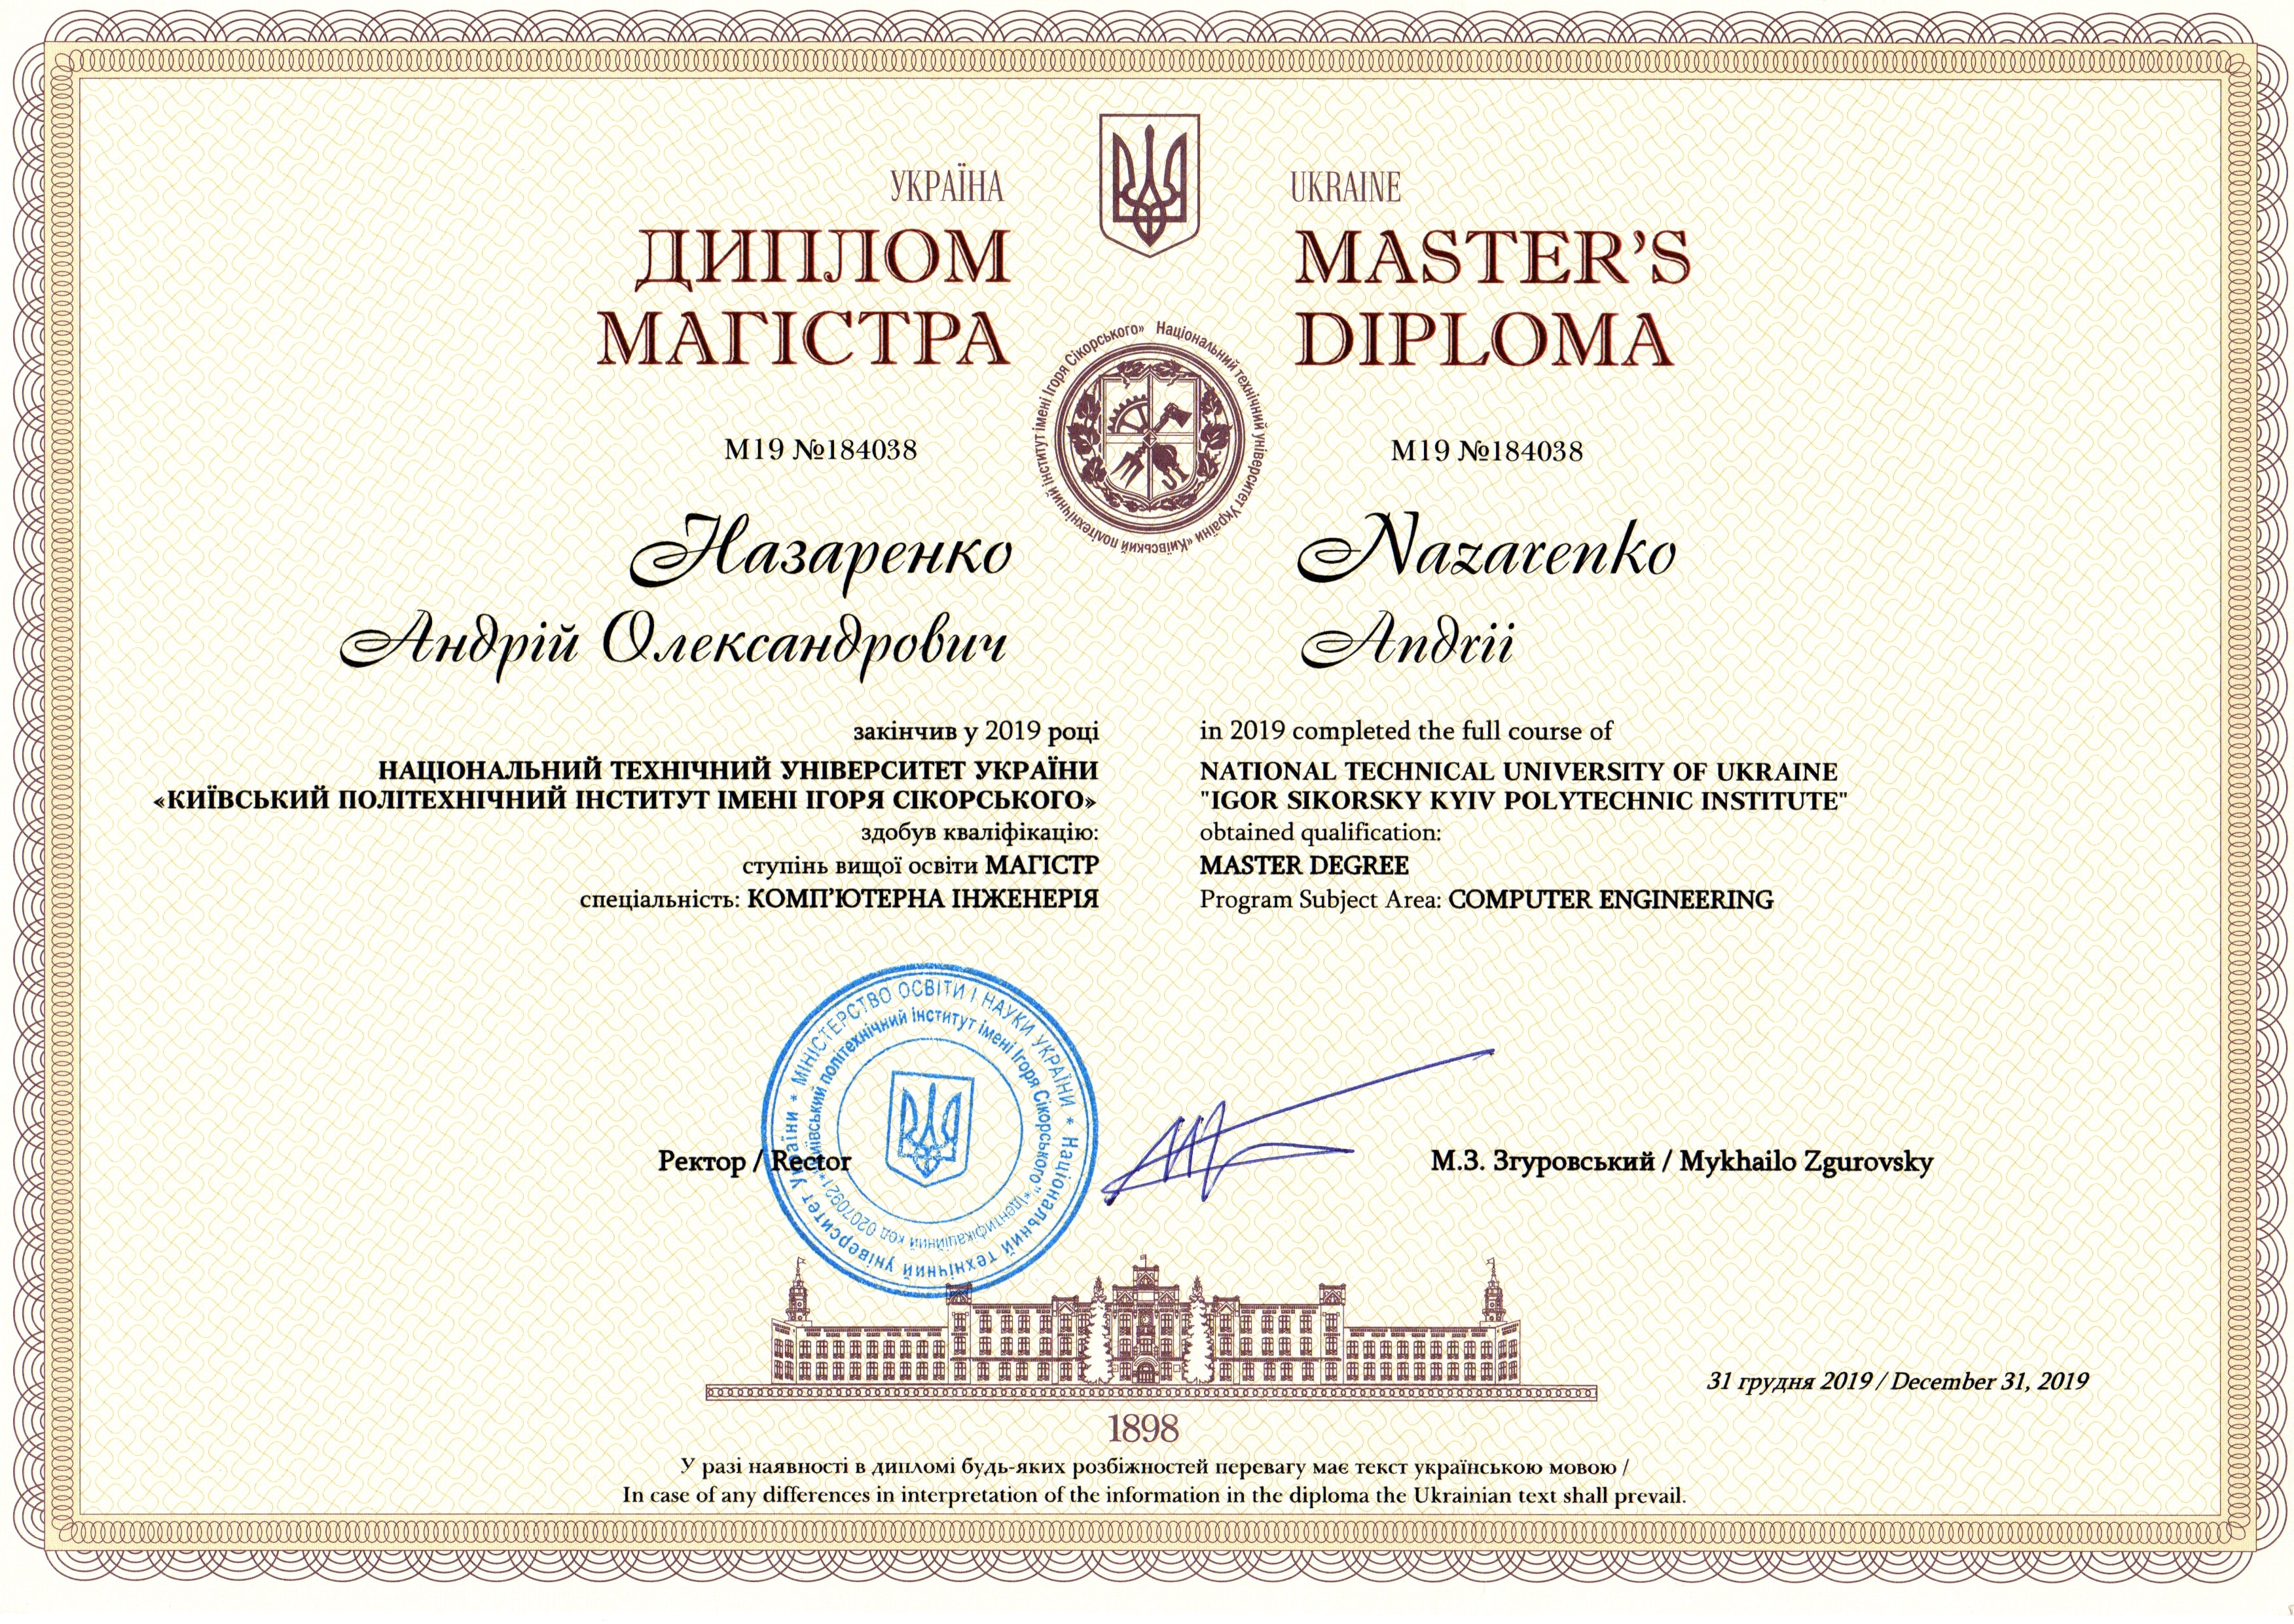 УКРАЇНА
ДИПЛОМ
МАГІСТРА
М19 №184038
Назаренко
Андрій Олександрович
закінчив у 2019 році
НАЦІОНАЛЬНИЙ ТЕХНІЧНИЙ УНІВЕРСИТЕТ УКРАЇНИ
«КИЇВСЬКИЙ ПОЛІТЕХНІЧНИЙ ІНСТИТУТ ІМЕНІ ІГОРЯ СІКОРСЬКОГО»
здобув кваліфікацію:
ступінь вищої освіти МАГІСТР
спеціальність: КОМП'ЮТЕРНА ІНЖЕНЕРІЯ
UKRAINE
MASTER'S
DIPLOMA
M19 №184038
Nazarenko
Andrii
in 2019 completed the full course of
NATIONAL TECHNICAL UNIVERSITY OF UKRAINE
"IGOR SIKORSKY KYIV POLYTECHNIC INSTITUTE"
obtained qualification:
MASTER DEGREE
Program Subject Area: COMPUTER ENGINEERING
Національний технічний університет України «Київський політехнічний інститут імені Ігоря Сікорського»
Ректор / Rector
М.З. Згуровський / Mykhailo Zgurovsky
* МІНІСТЕРСТВО ОСВІТИ І НАУКИ УКРАЇНИ * Національний технічний університет України
"Київський політехнічний інститут імені Ігоря Сікорського" * Ідентифікаційний код 02070921 *
31 грудня 2019 / December 31, 2019
1898
У разі наявності в дипломі будь-яких розбіжностей перевагу має текст українською мовою /
In case of any differences in interpretation of the information in the diploma the Ukrainian text shall prevail.